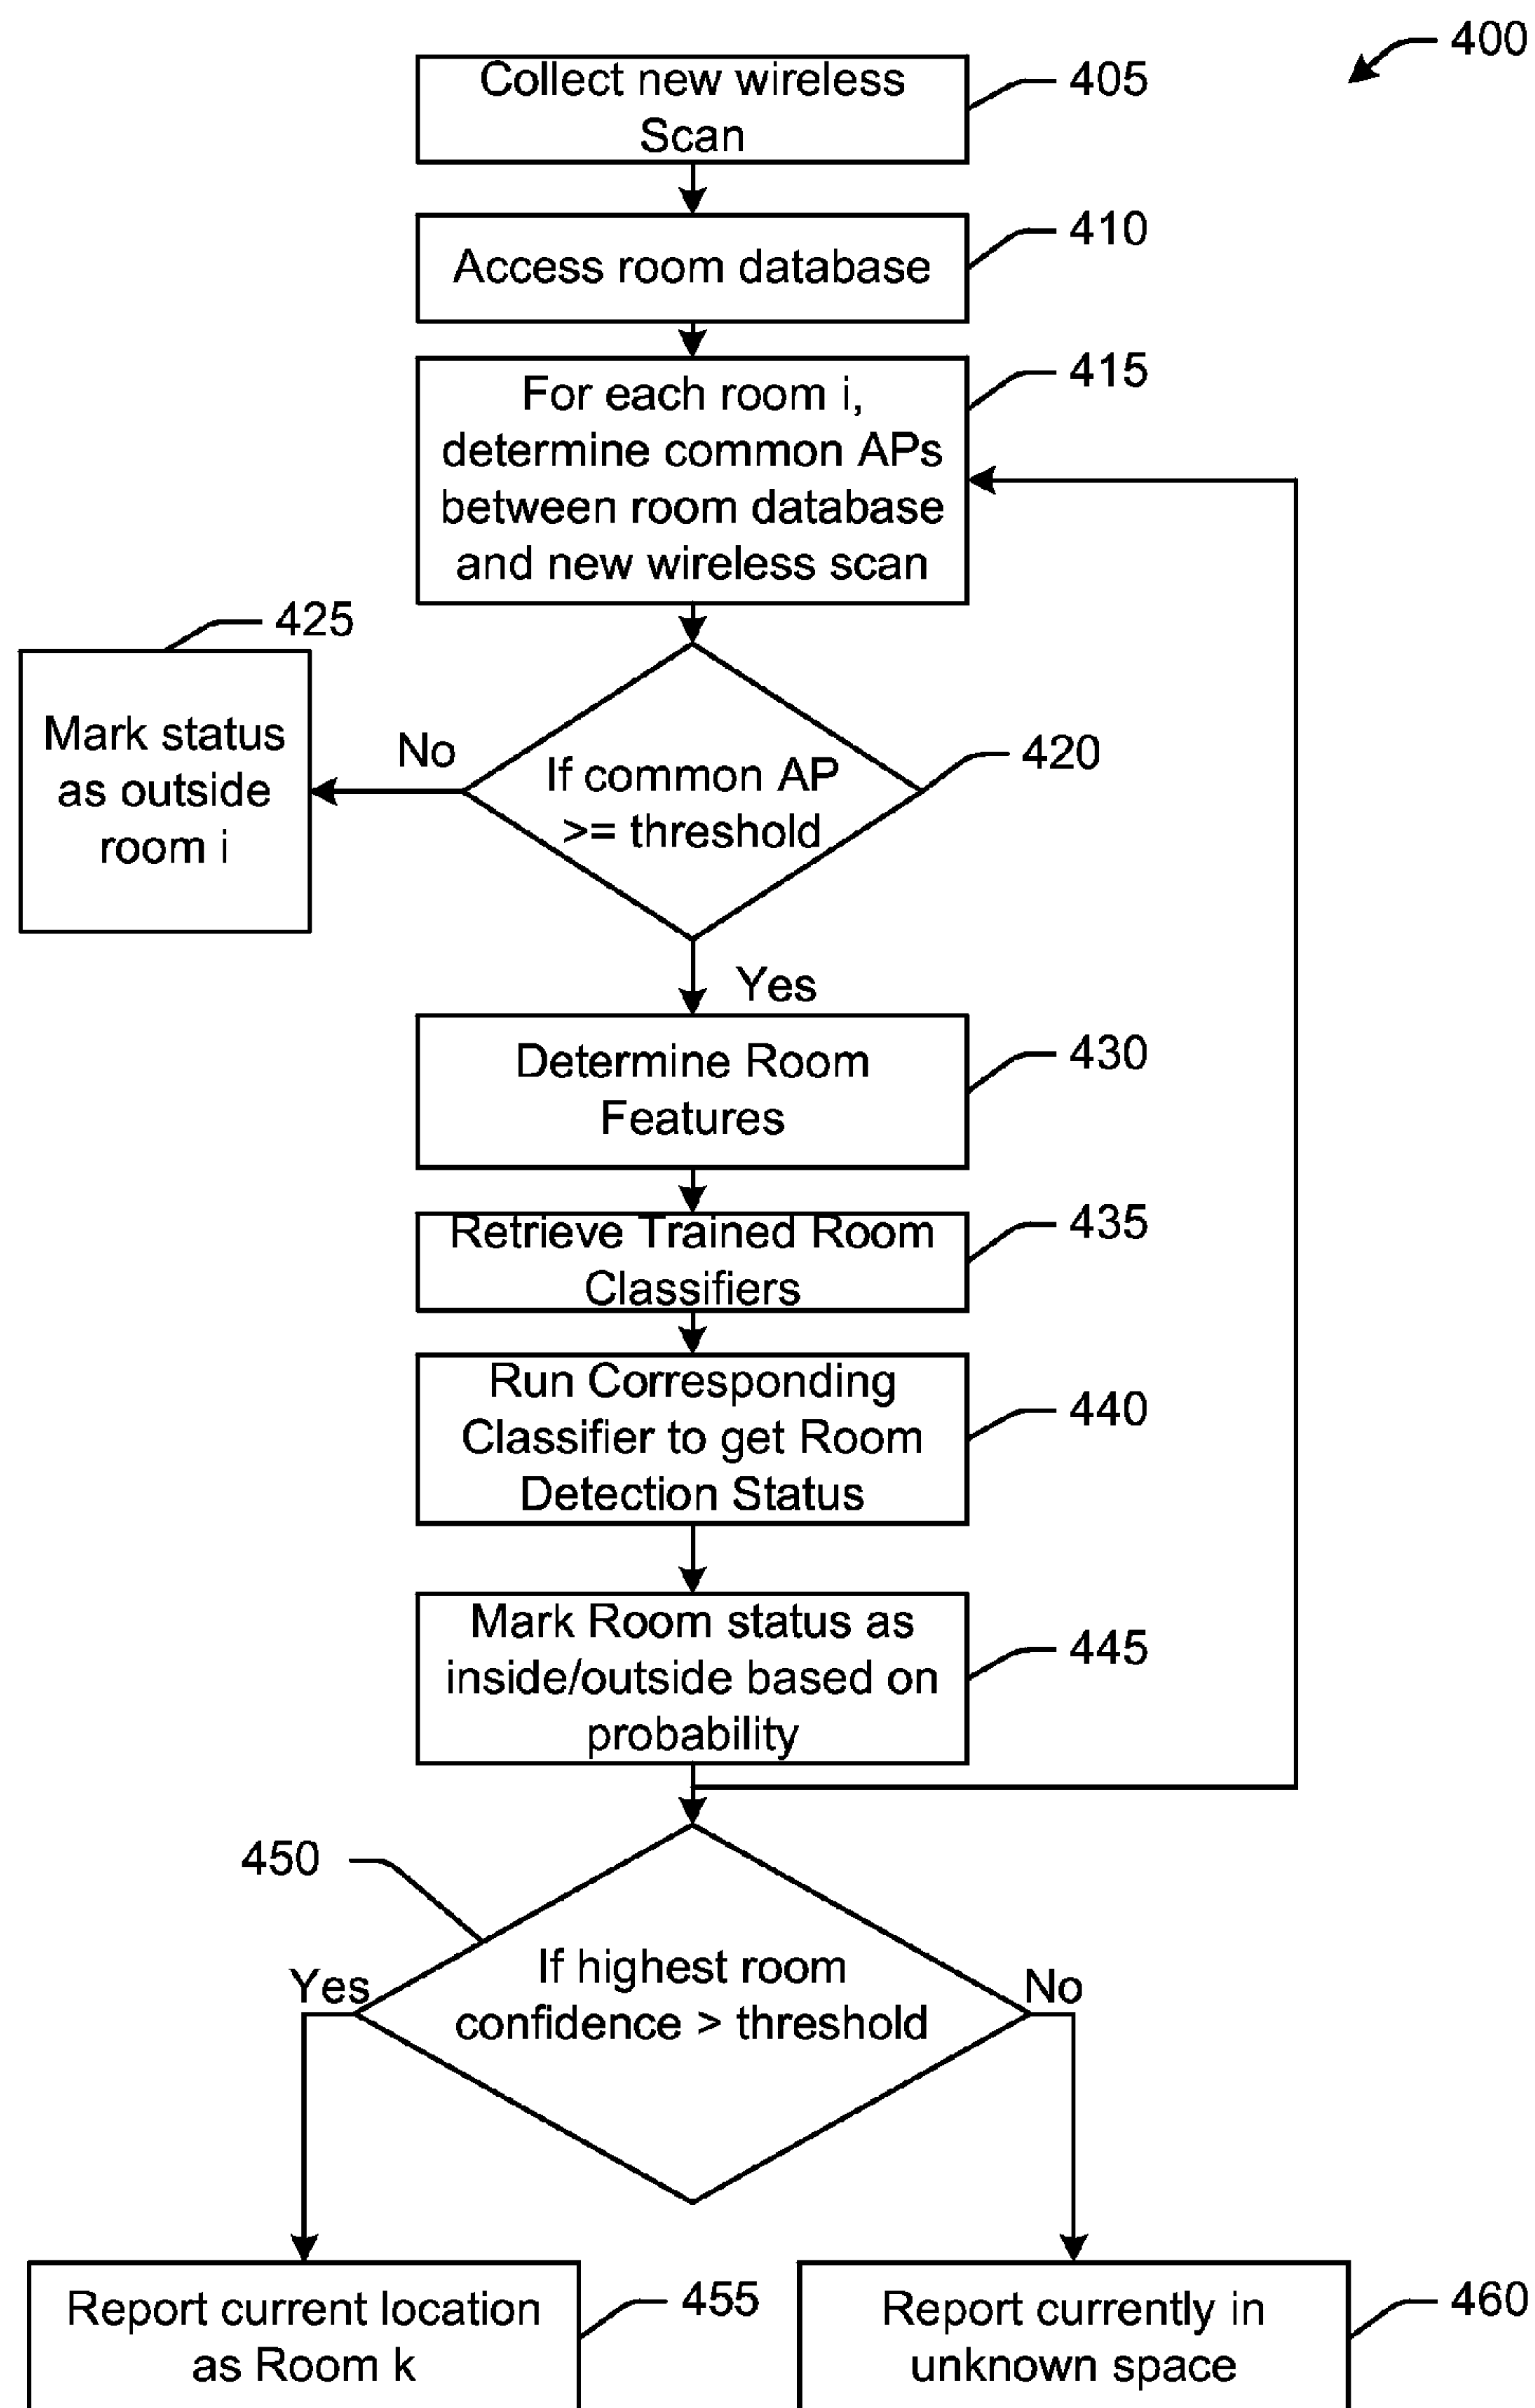 400
Collect new wireless
Scan
405
Access room database
410
For each room i,
determine common APs
between room database
and new wireless scan
415
425
Mark status
as outside
room i
No
If common AP
>= threshold
420
Yes
Determine Room
Features
430
Retrieve Trained Room
Classifiers
435
Run Corresponding
Classifier to get Room
Detection Status
440
Mark Room status as
inside/outside based on
probability
445
450
Yes
If highest room
confidence > threshold
No
Report current location
as Room k
455
Report currently in
unknown space
460